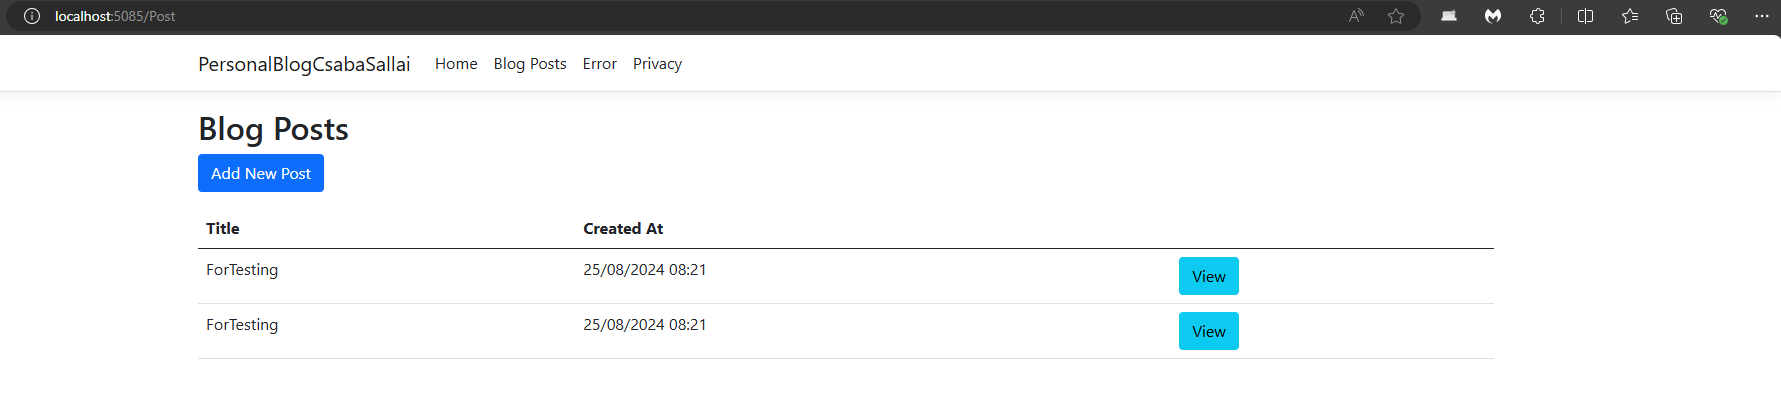 localhost:5085/Post
PersonalBlogCsabaSallai Home Blog Posts Error Privacy
Blog Posts
Add New Post
Title Created At
ForTesting 25/08/2024 08:21 View
ForTesting 25/08/2024 08:21 View